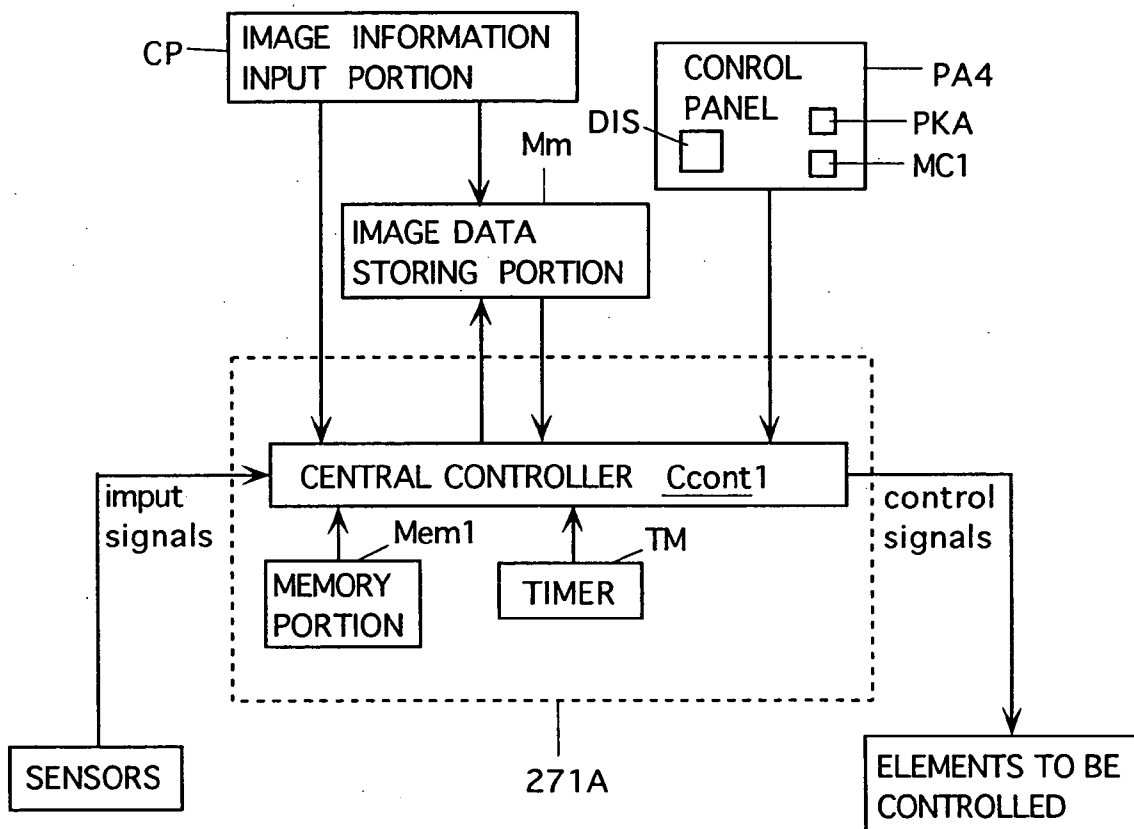 CP
IMAGE INFORMATION
INPUT PORTION
CONROL
PANEL
PA4
DIS
PKA
MC1
Mm
IMAGE DATA
STORING PORTION
CENTRAL CONTROLLER Ccont1
imput
signals
control
signals
Mem1
TM
MEMORY
PORTION
TIMER
SENSORS
271A
ELEMENTS TO BE
CONTROLLED